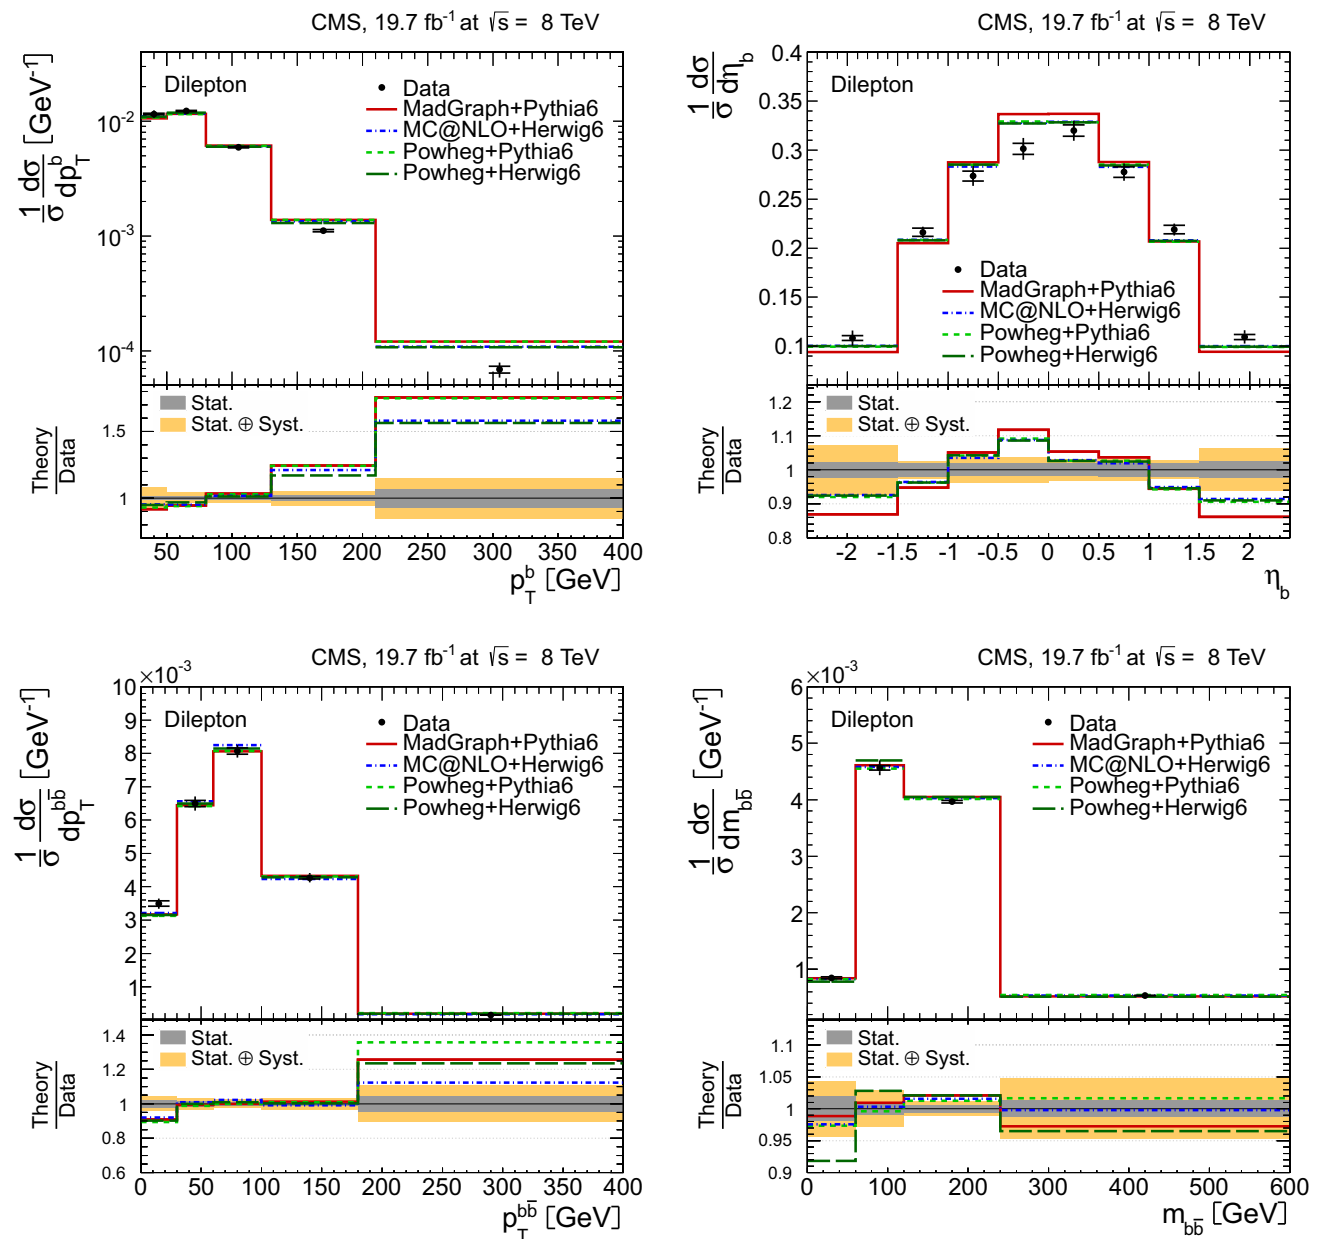 CMS, 19.7 fb⁻¹ at √s = 8 TeV
1/σ dσ/dp_T^b [GeV⁻¹]
Dilepton
Data
MadGraph+Pythia6
MC@NLO+Herwig6
Powheg+Pythia6
Powheg+Herwig6
10⁻²
10⁻³
10⁻⁴
Theory/Data
Stat.
Stat. ⊕ Syst.
1.5
1
50 100 150 200 250 300 350 400
p_T^b [GeV]
CMS, 19.7 fb⁻¹ at √s = 8 TeV
1/σ dσ/dη_b
Dilepton
0.4
0.35
0.3
0.25
0.2
0.15
0.1
Data
MadGraph+Pythia6
MC@NLO+Herwig6
Powheg+Pythia6
Powheg+Herwig6
Theory/Data
Stat.
Stat. ⊕ Syst.
1.2
1.1
1
0.9
0.8
-2 -1.5 -1 -0.5 0 0.5 1 1.5 2
η_b
CMS, 19.7 fb⁻¹ at √s = 8 TeV
×10⁻³
1/σ dσ/dp_T^bb̅ [GeV⁻¹]
Dilepton
Data
MadGraph+Pythia6
MC@NLO+Herwig6
Powheg+Pythia6
Powheg+Herwig6
10
9
8
7
6
5
4
3
2
1
Theory/Data
Stat.
Stat. ⊕ Syst.
1.4
1.2
1
0.8
0.6
0 50 100 150 200 250 300 350 400
p_T^bb̅ [GeV]
CMS, 19.7 fb⁻¹ at √s = 8 TeV
×10⁻³
1/σ dσ/dm_bb̅ [GeV⁻¹]
Dilepton
Data
MadGraph+Pythia6
MC@NLO+Herwig6
Powheg+Pythia6
Powheg+Herwig6
6
5
4
3
2
1
Theory/Data
Stat.
Stat. ⊕ Syst.
1.1
1.05
1
0.95
0.9
0 100 200 300 400 500 600
m_bb̅ [GeV]